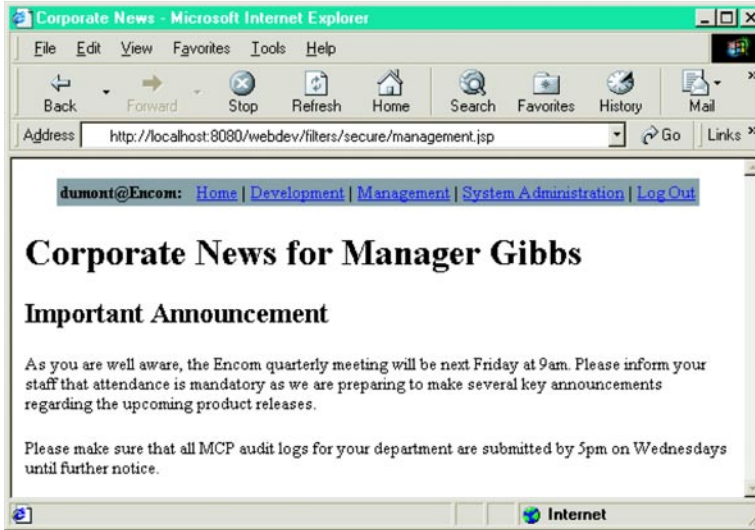 Corporate News - Microsoft Internet Explorer
File Edit View Favorites Tools Help
Back Forward Stop Refresh Home Search Favorites History Mail
Address http://localhost:8080/webdev/filters/secure/management.jsp Go Links
dumont@Encom: Home | Development | Management | System Administration | Log Out
Corporate News for Manager Gibbs
Important Announcement
As you are well aware, the Encom quarterly meeting will be next Friday at 9am. Please inform your
staff that attendance is mandatory as we are preparing to make several key announcements
regarding the upcoming product releases.
Please make sure that all MCP audit logs for your department are submitted by 5pm on Wednesdays
until further notice.
Internet